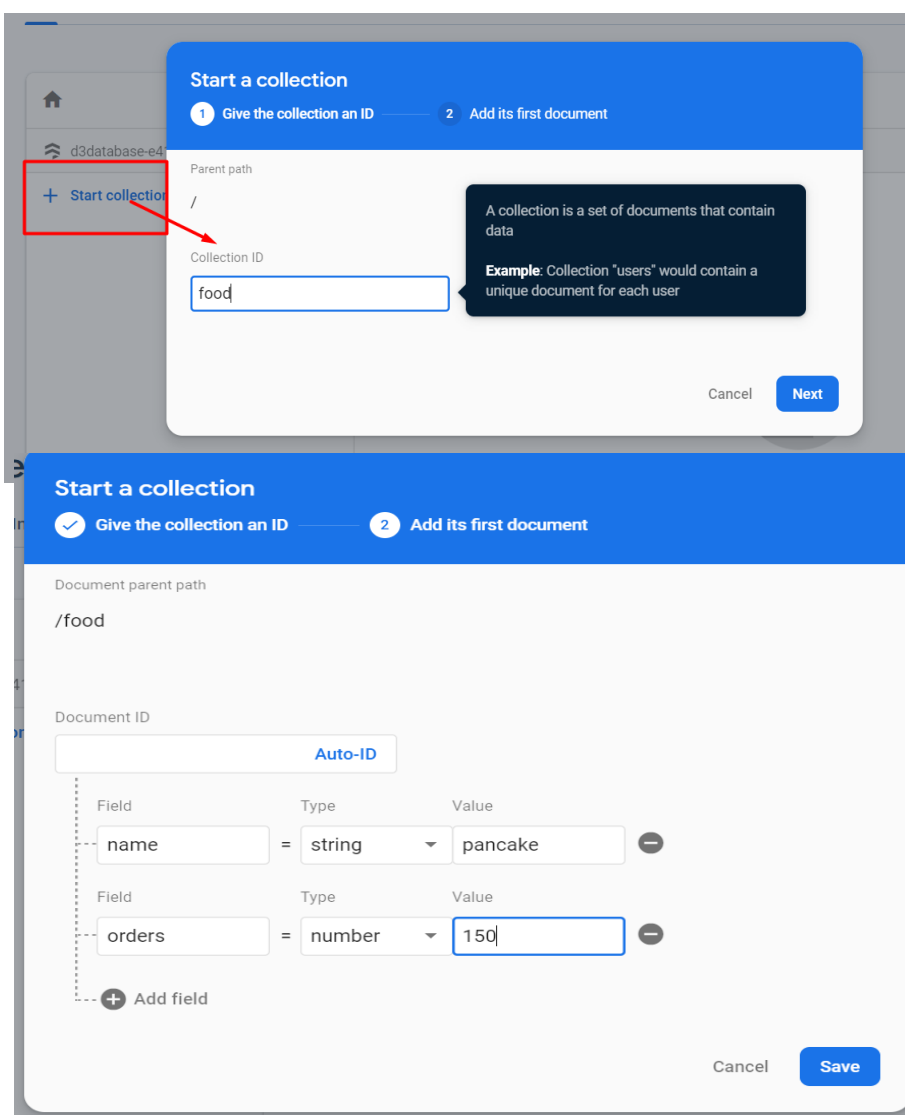 Start a collection
1 Give the collection an ID 2 Add its first document
d3database-e4
Parent path
+ Start collection
/
A collection is a set of documents that contain
data
Collection ID
Example: Collection "users" would contain a
unique document for each user
food
Cancel Next
Start a collection
Give the collection an ID 2 Add its first document
Document parent path
/food
Document ID
Auto-ID
Field Type Value
name = string pancake
Field Type Value
orders = number 150
Add field
Cancel Save